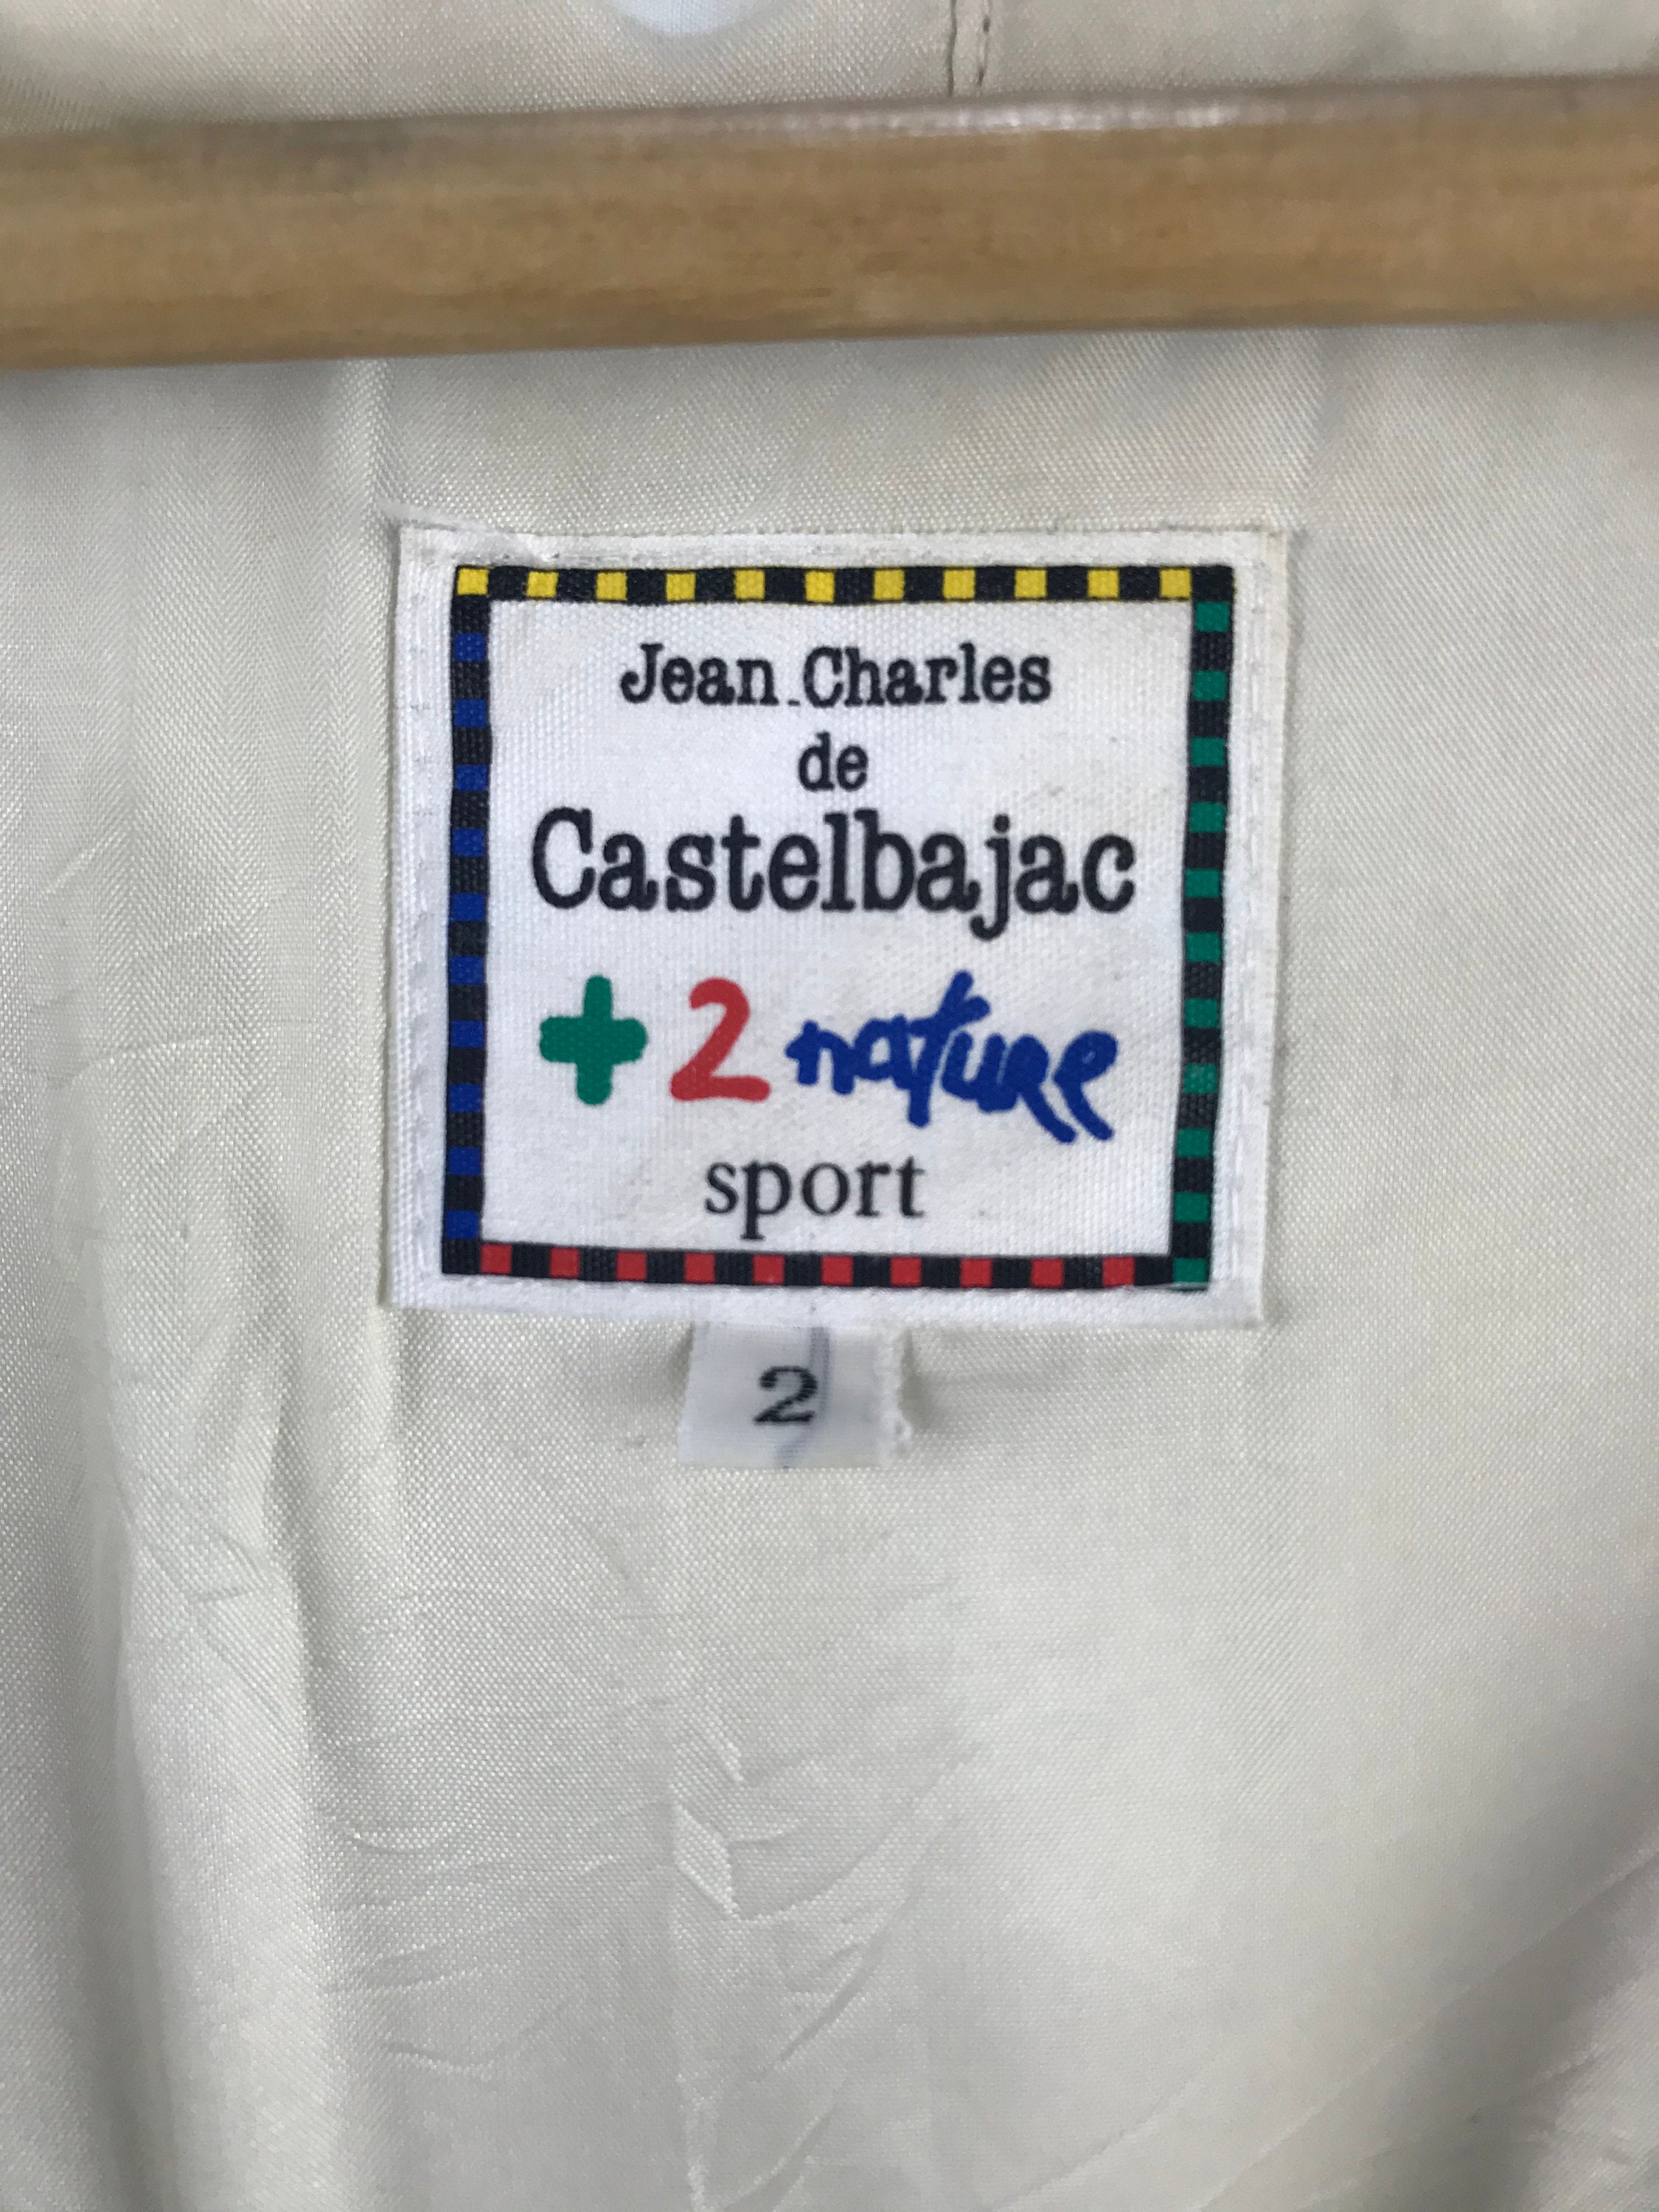 Jean-Charles
de
Castelbajac
+ 2 nature
sport
2